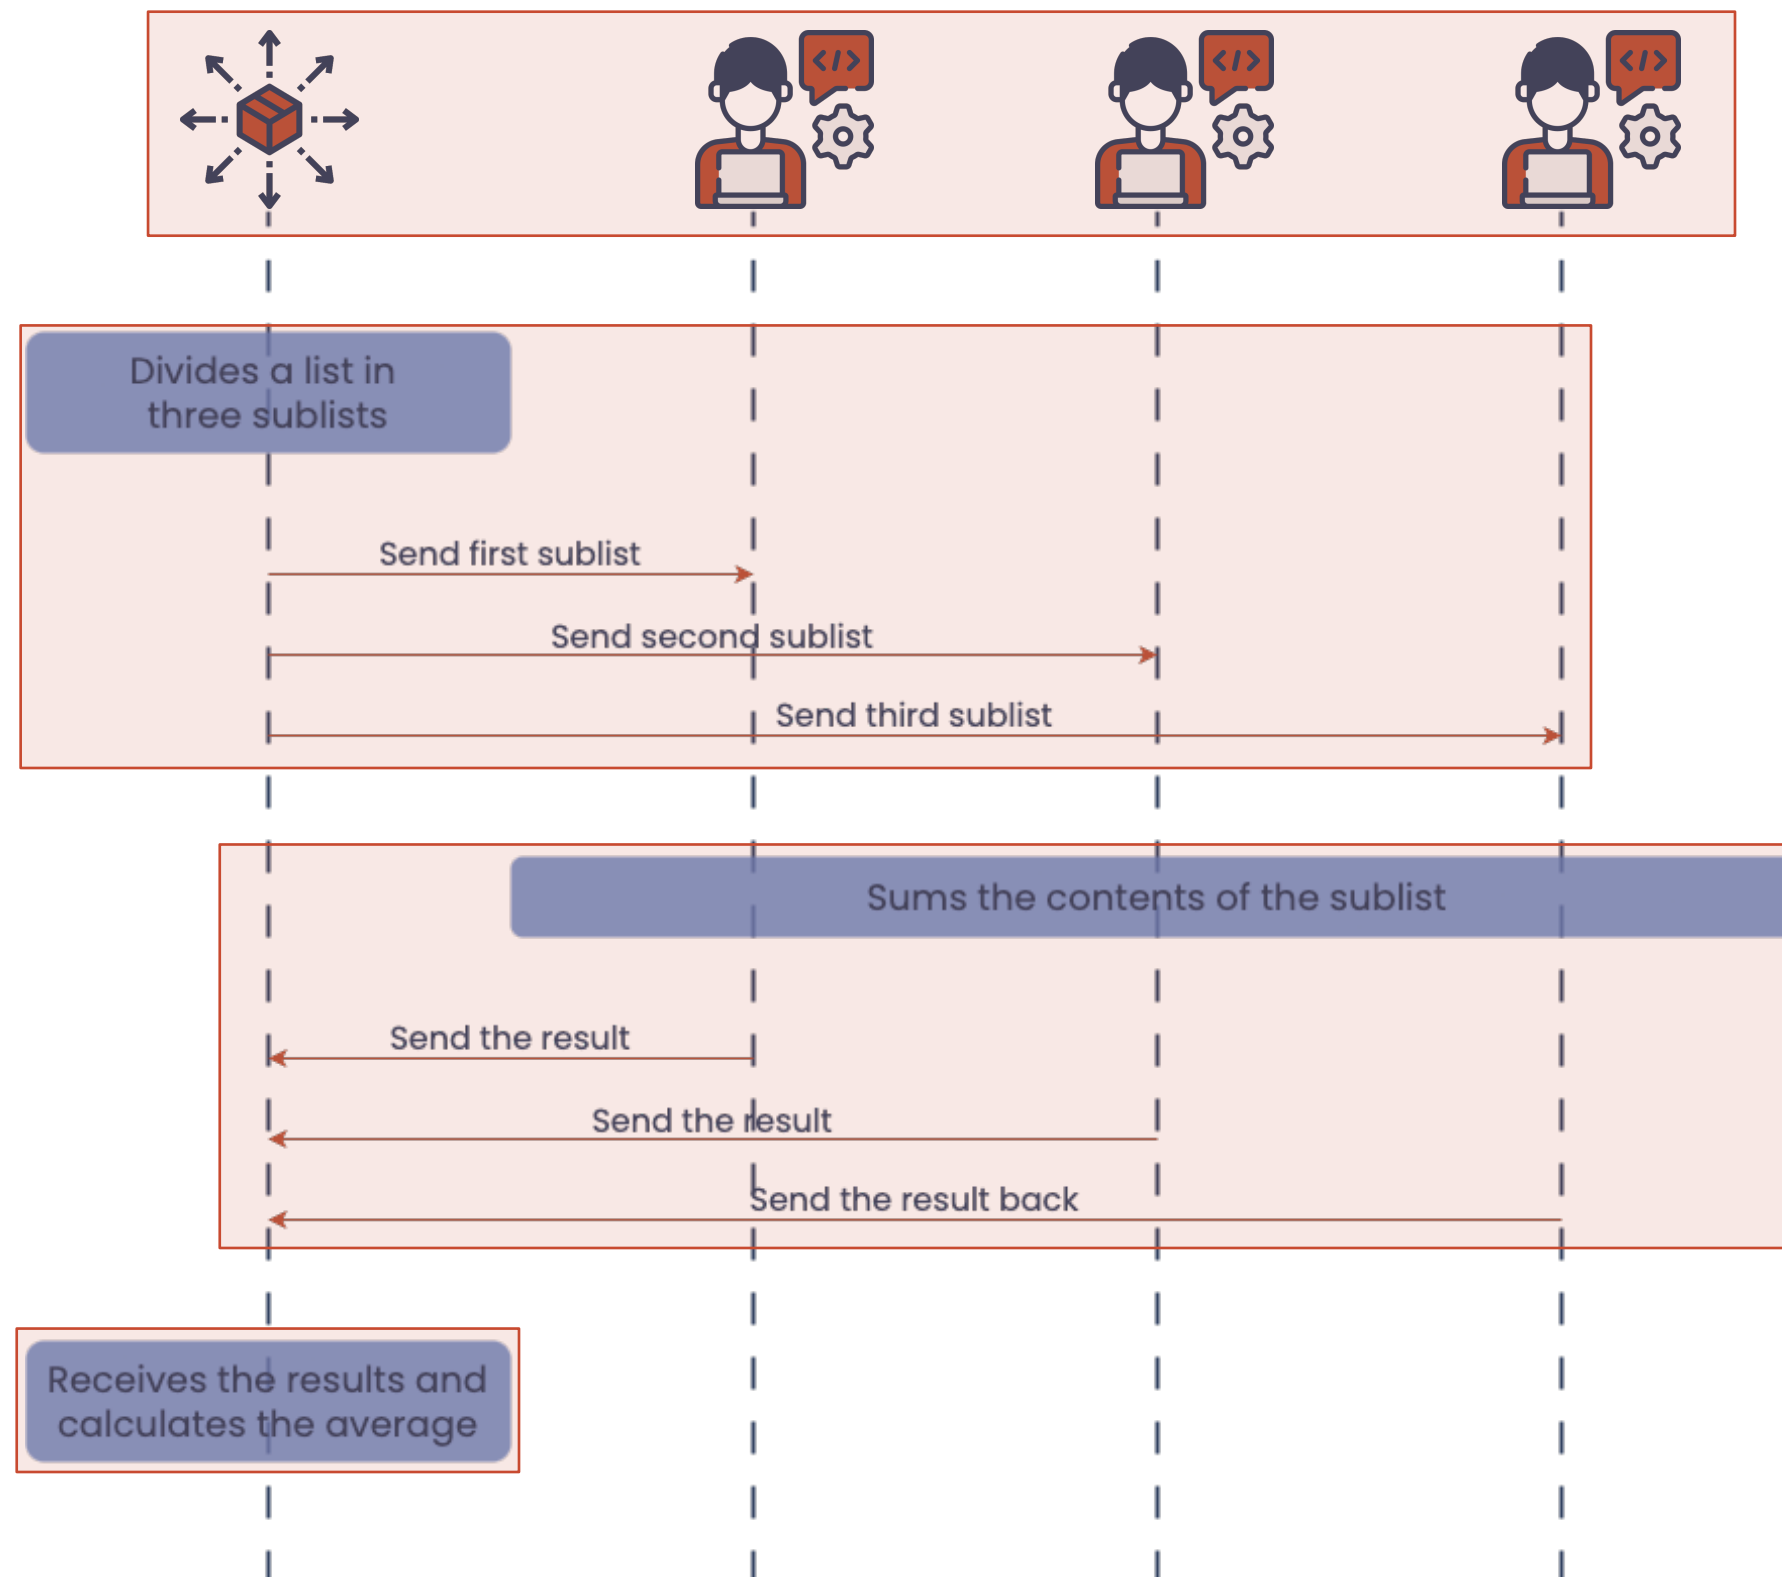 Divides a list in
three sublists
Send first sublist
Send second sublist
Send third sublist
Sums the contents of the sublist
Send the result
Send the result
Send the result back
Receives the results and
calculates the average